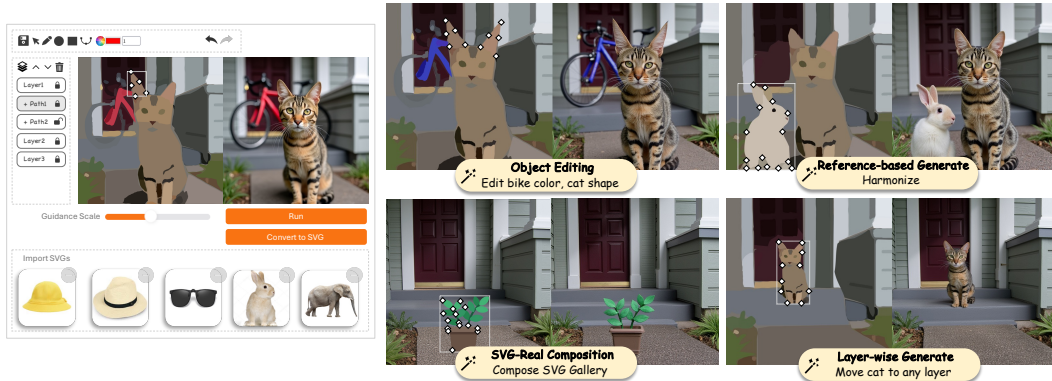 1
Layer1
+ Path1
+ Path2
Layer2
Layer3
Guidance Scale
Run
Convert to SVG
Import SVGs
Object Editing
Edit bike color, cat shape
Reference-based Generate
Harmonize
SVG-Real Composition
Compose SVG Gallery
Layer-wise Generate
Move cat to any layer